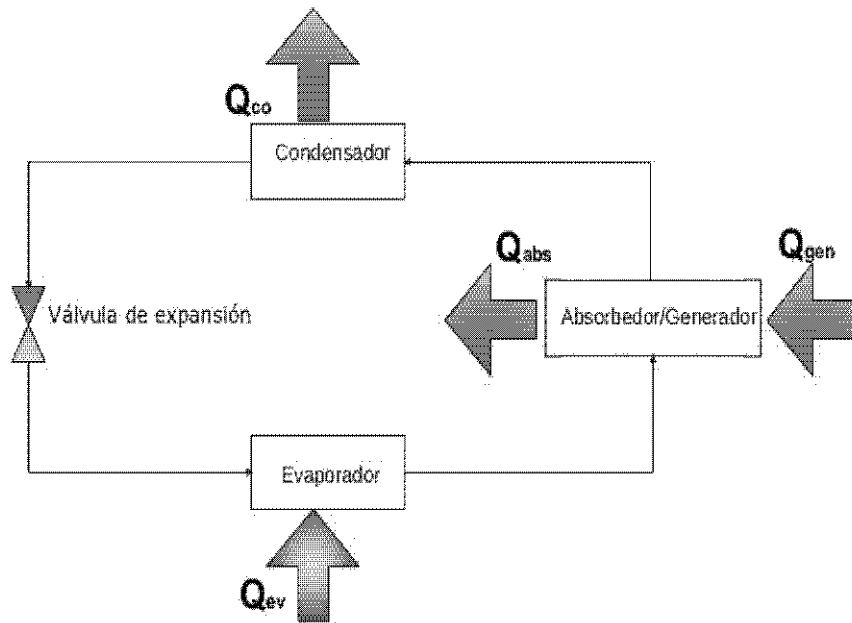 Qco
Condensador
Qabs
Qgen
Válvula de expansión
Absorbedor/Generador
Evaporador
Qev